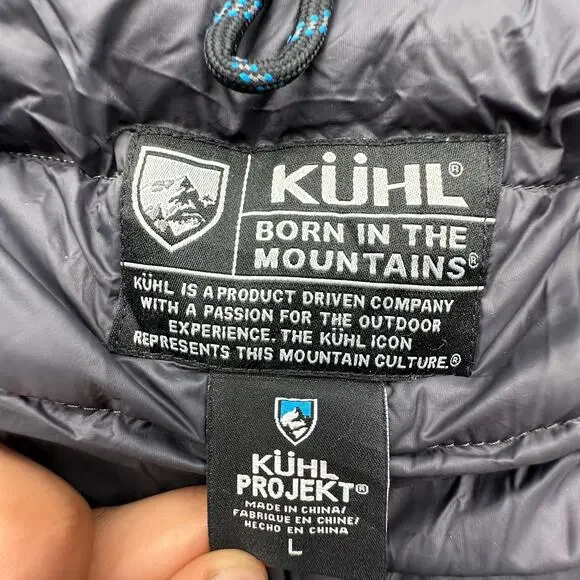 KÜHL®
BORN IN THE
MOUNTAINS®
KÜHL IS A PRODUCT DRIVEN COMPANY
WITH A PASSION FOR THE OUTDOOR
EXPERIENCE. THE KÜHL ICON
REPRESENTS THIS MOUNTAIN CULTURE.®
KÜHL
PROJEKT®
MADE IN CHINA/
FABRIQUE EN CHINE/
HECHO EN CHINA
L